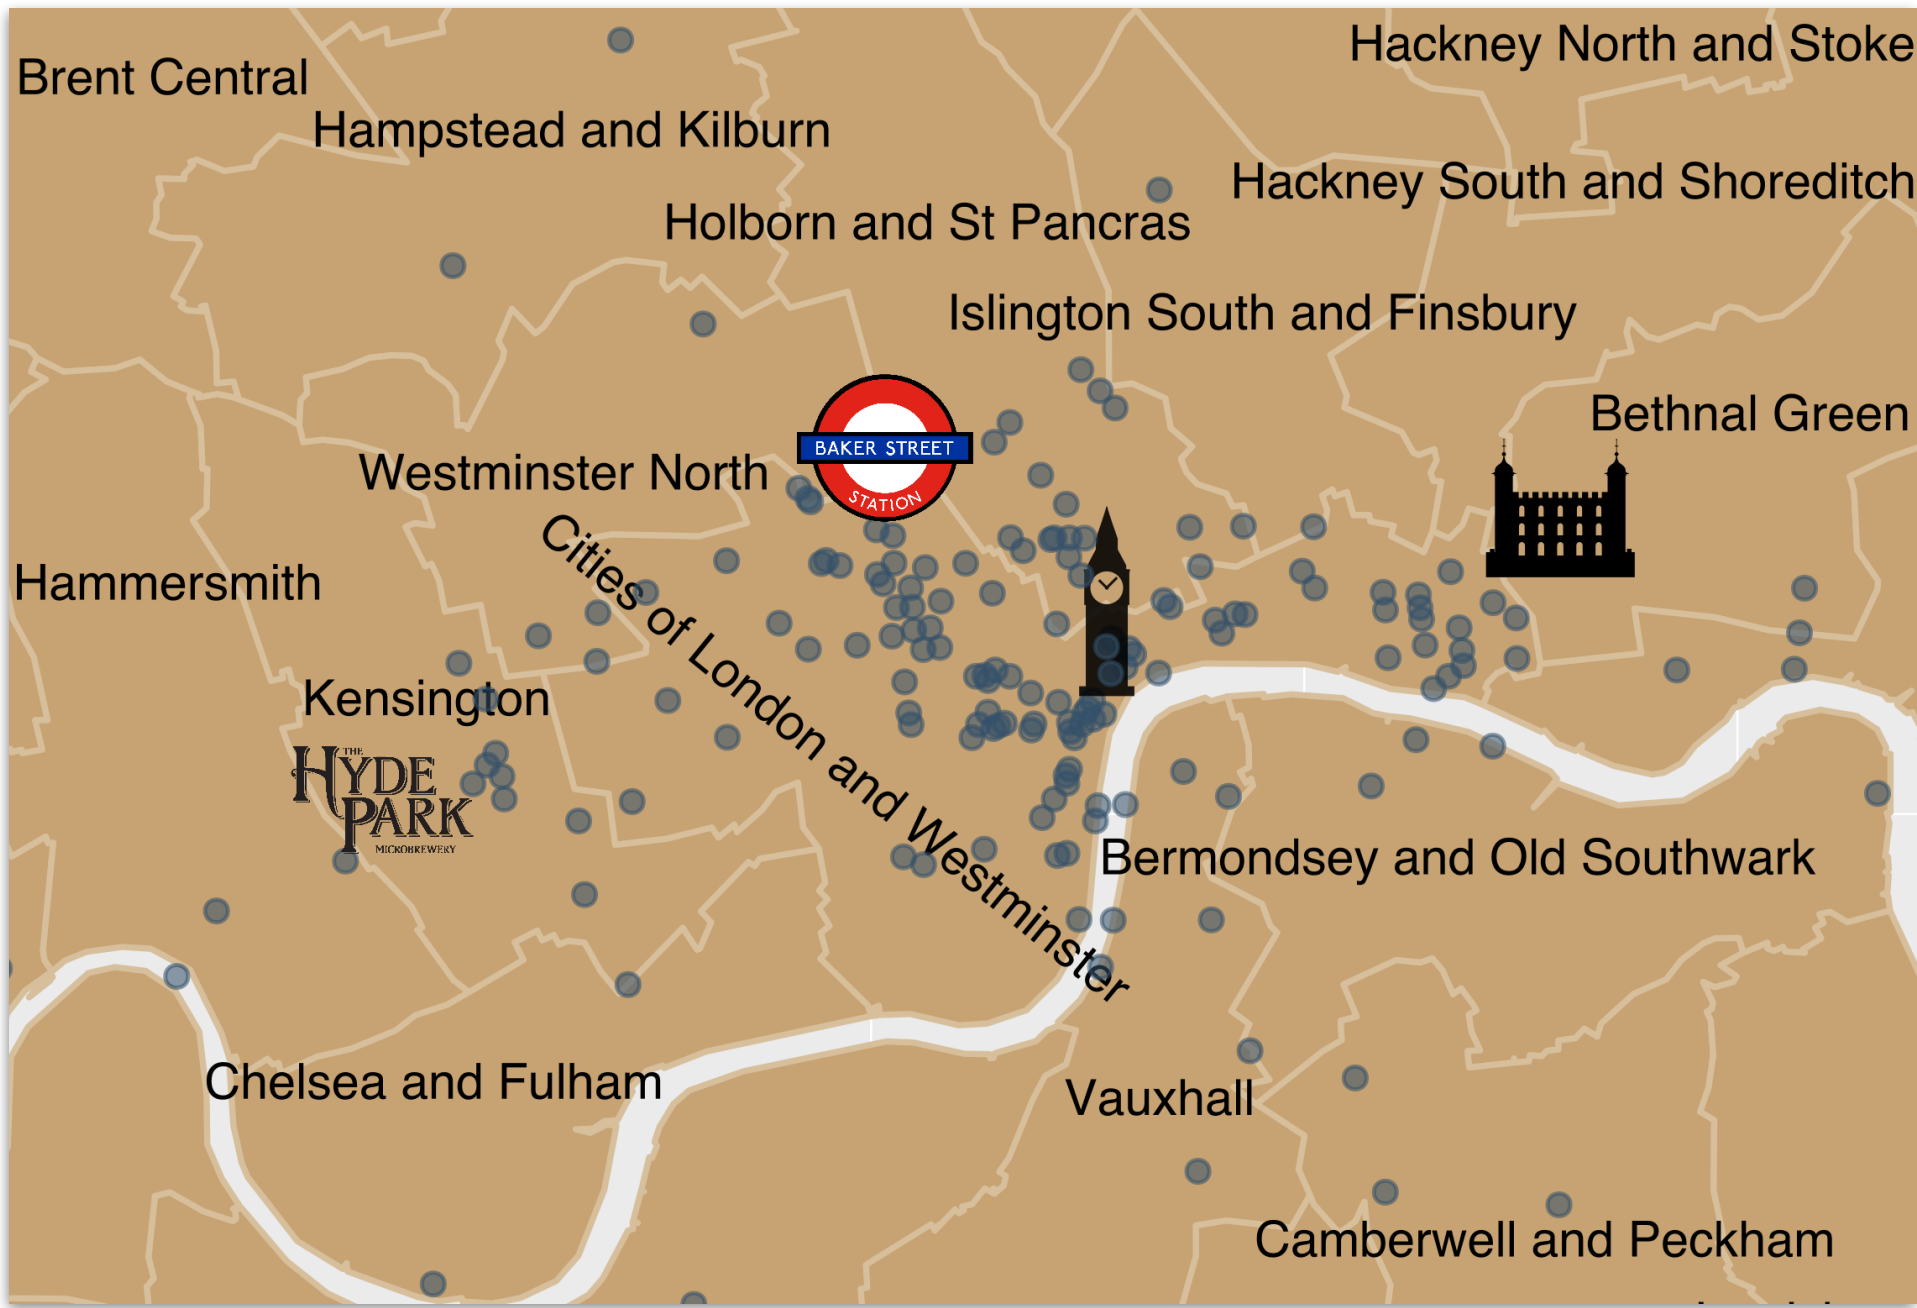 Hackney North and Stoke
Brent Central
Hampstead and Kilburn
Hackney South and Shoreditch
Holborn and St Pancras
Islington South and Finsbury
Bethnal Green
BAKER STREET
STATION
Westminster North
Cities of London and Westminster
Hammersmith
Kensington
THE
HYDE
PARK
MICROBREWERY
Bermondsey and Old Southwark
Chelsea and Fulham
Vauxhall
Camberwell and Peckham